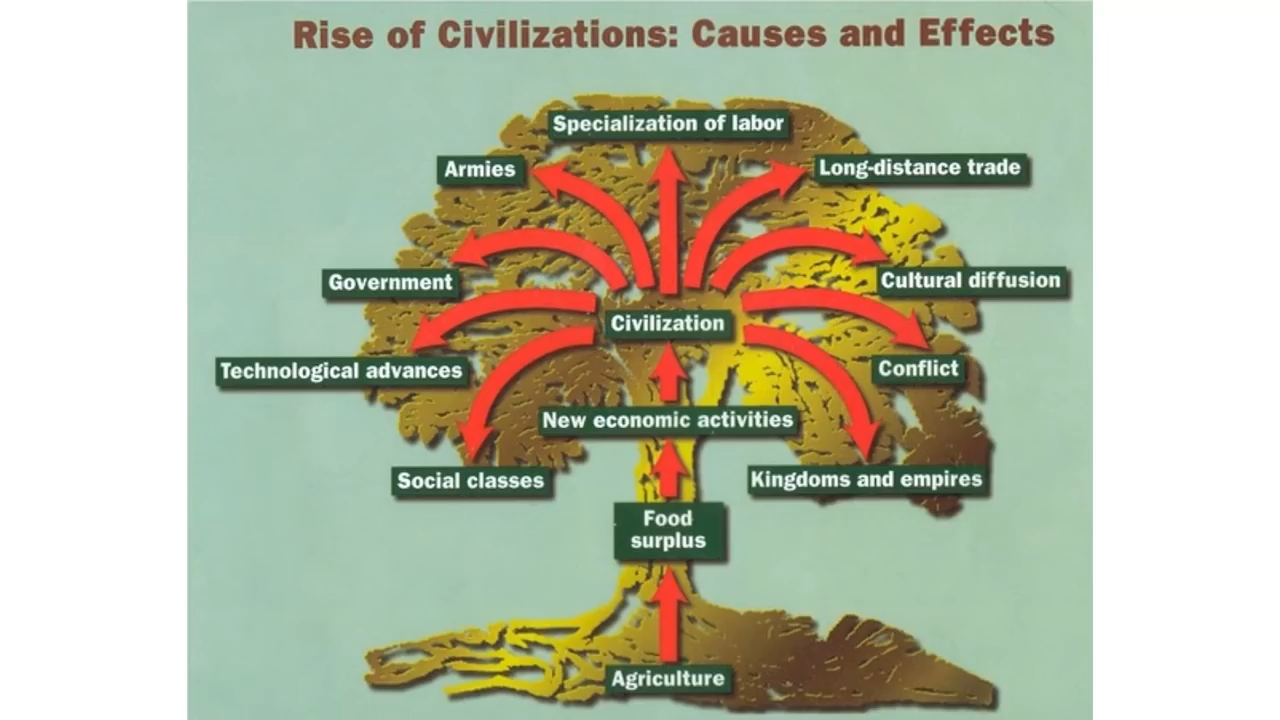 Rise of Civilizations: Causes and Effects
Specialization of labor
Armies
Long-distance trade
Government
Cultural diffusion
Civilization
Technological advances
Conflict
New economic activities
Social classes
Kingdoms and empires
Food
surplus
Agriculture